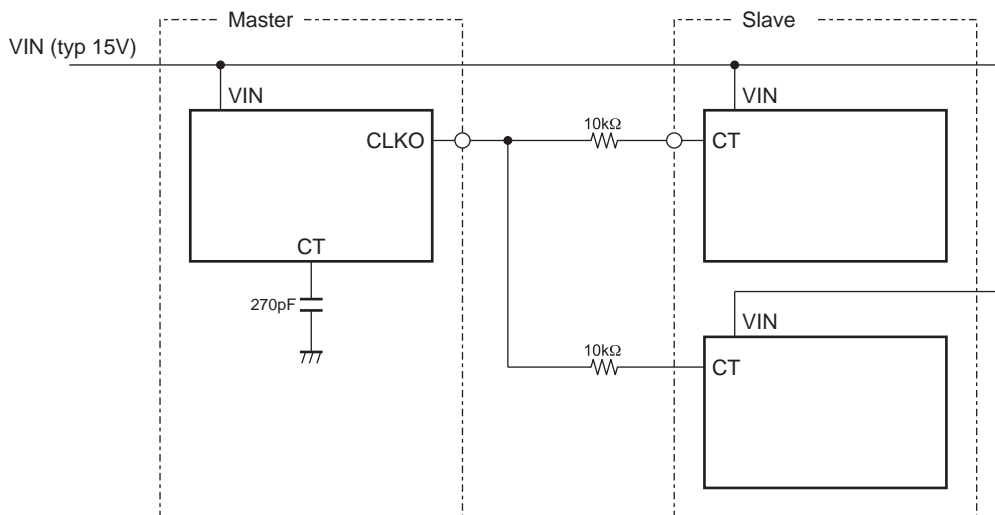 Master
Slave
VIN (typ 15V)
VIN
VIN
10kΩ
CLKO
CT
CT
270pF
VIN
10kΩ
CT